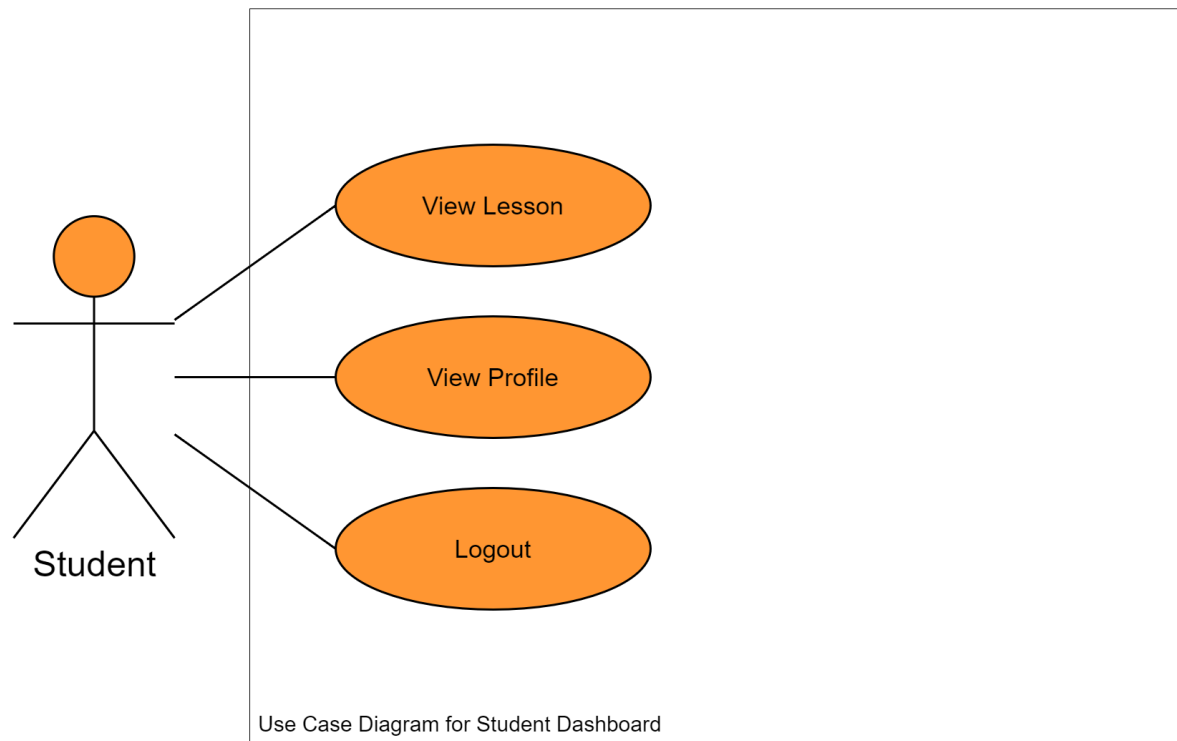 View Lesson
View Profile
Logout
Student
Use Case Diagram for Student Dashboard